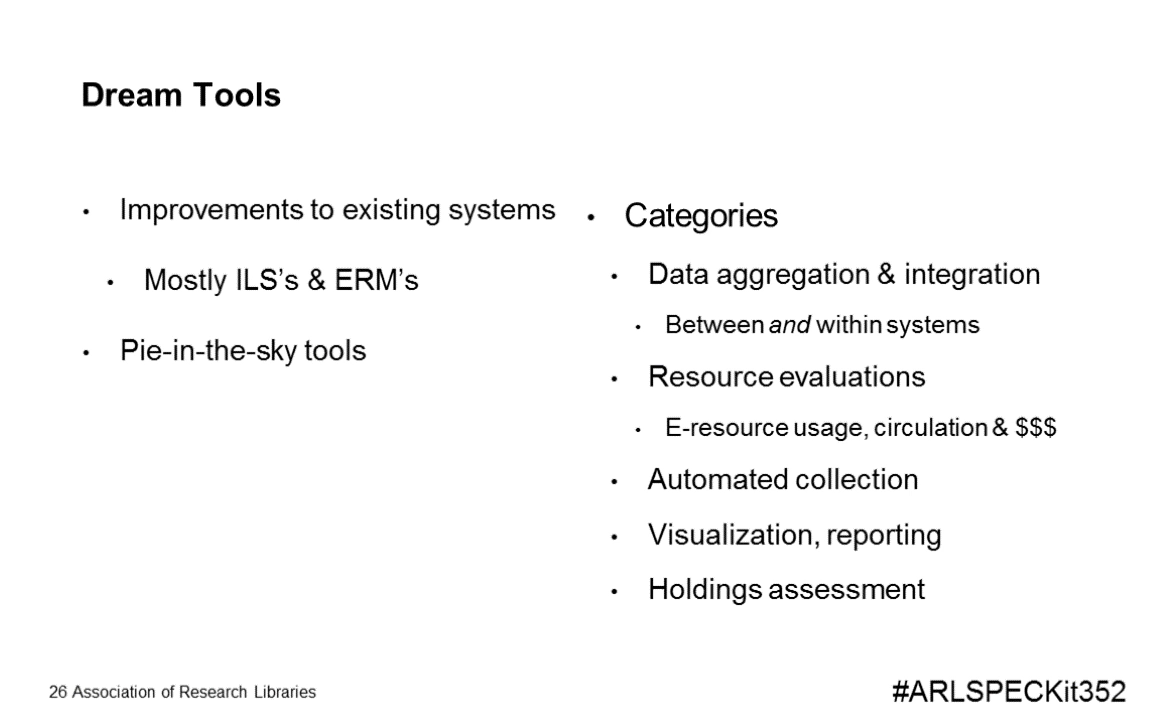 Dream Tools
• Improvements to existing systems
• Mostly ILS’s & ERM’s
• Pie-in-the-sky tools
• Categories
• Data aggregation & integration
• Between and within systems
• Resource evaluations
• E-resource usage, circulation & $$$
• Automated collection
• Visualization, reporting
• Holdings assessment
26 Association of Research Libraries
#ARLSPECKit352